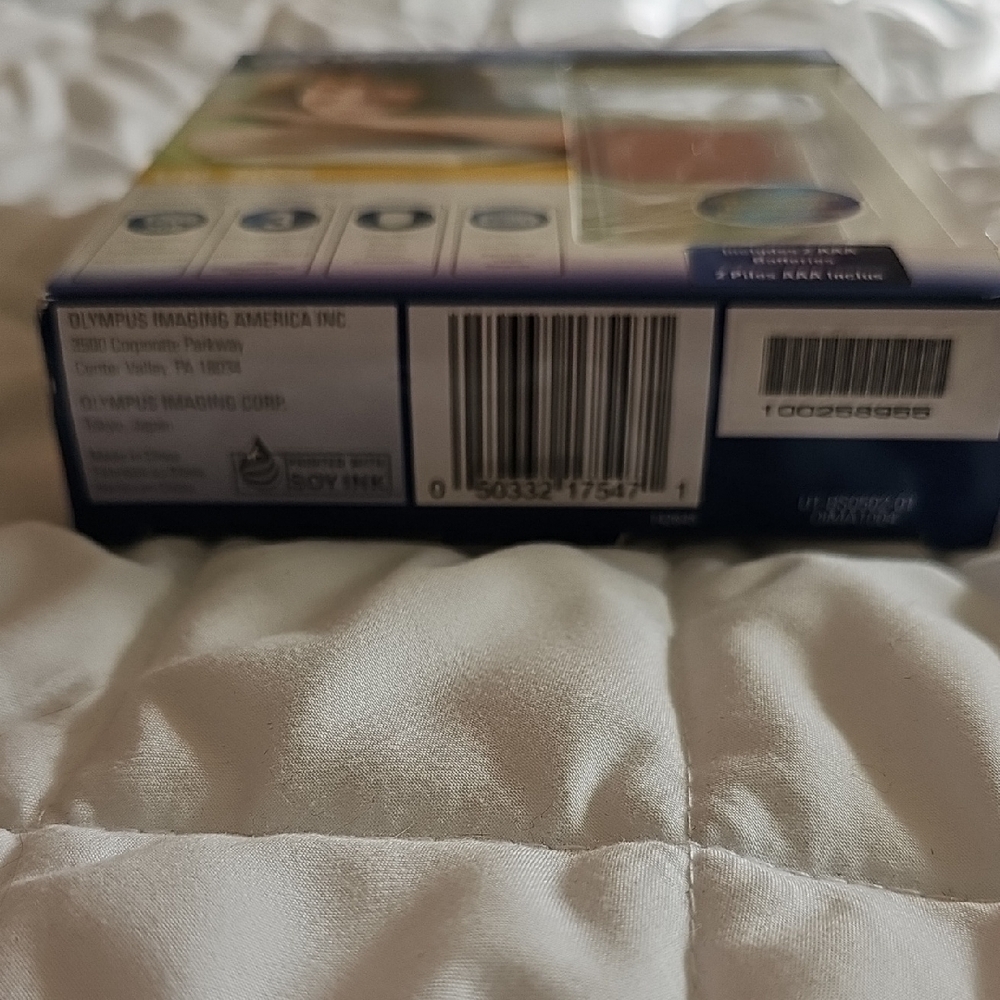 Includes 2 AAA
Batteries
2 Piles AAA Inclus
OLYMPUS IMAGING AMERICA INC.
3500 Corporate Parkway
Center Valley, PA 18034
OLYMPUS IMAGING CORP.
Tokyo, Japan
Made in China
PRINTED WITH
SOY INK
0 50332 17547 1
100258955